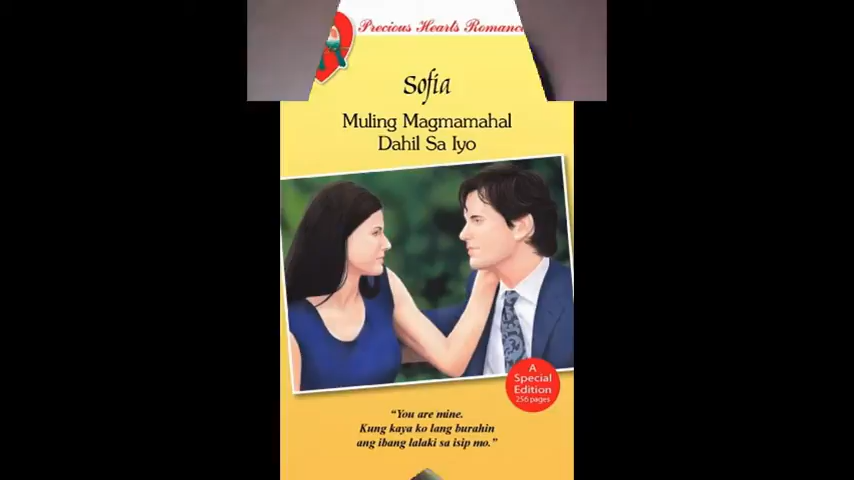 Precious Hearts Romanc
Sofia
Muling Magmamahal
Dahil Sa Iyo
A
Special
Edition
256 pages
“You are mine.
Kung kaya ko lang burahin
ang ibang lalaki sa isip mo.”